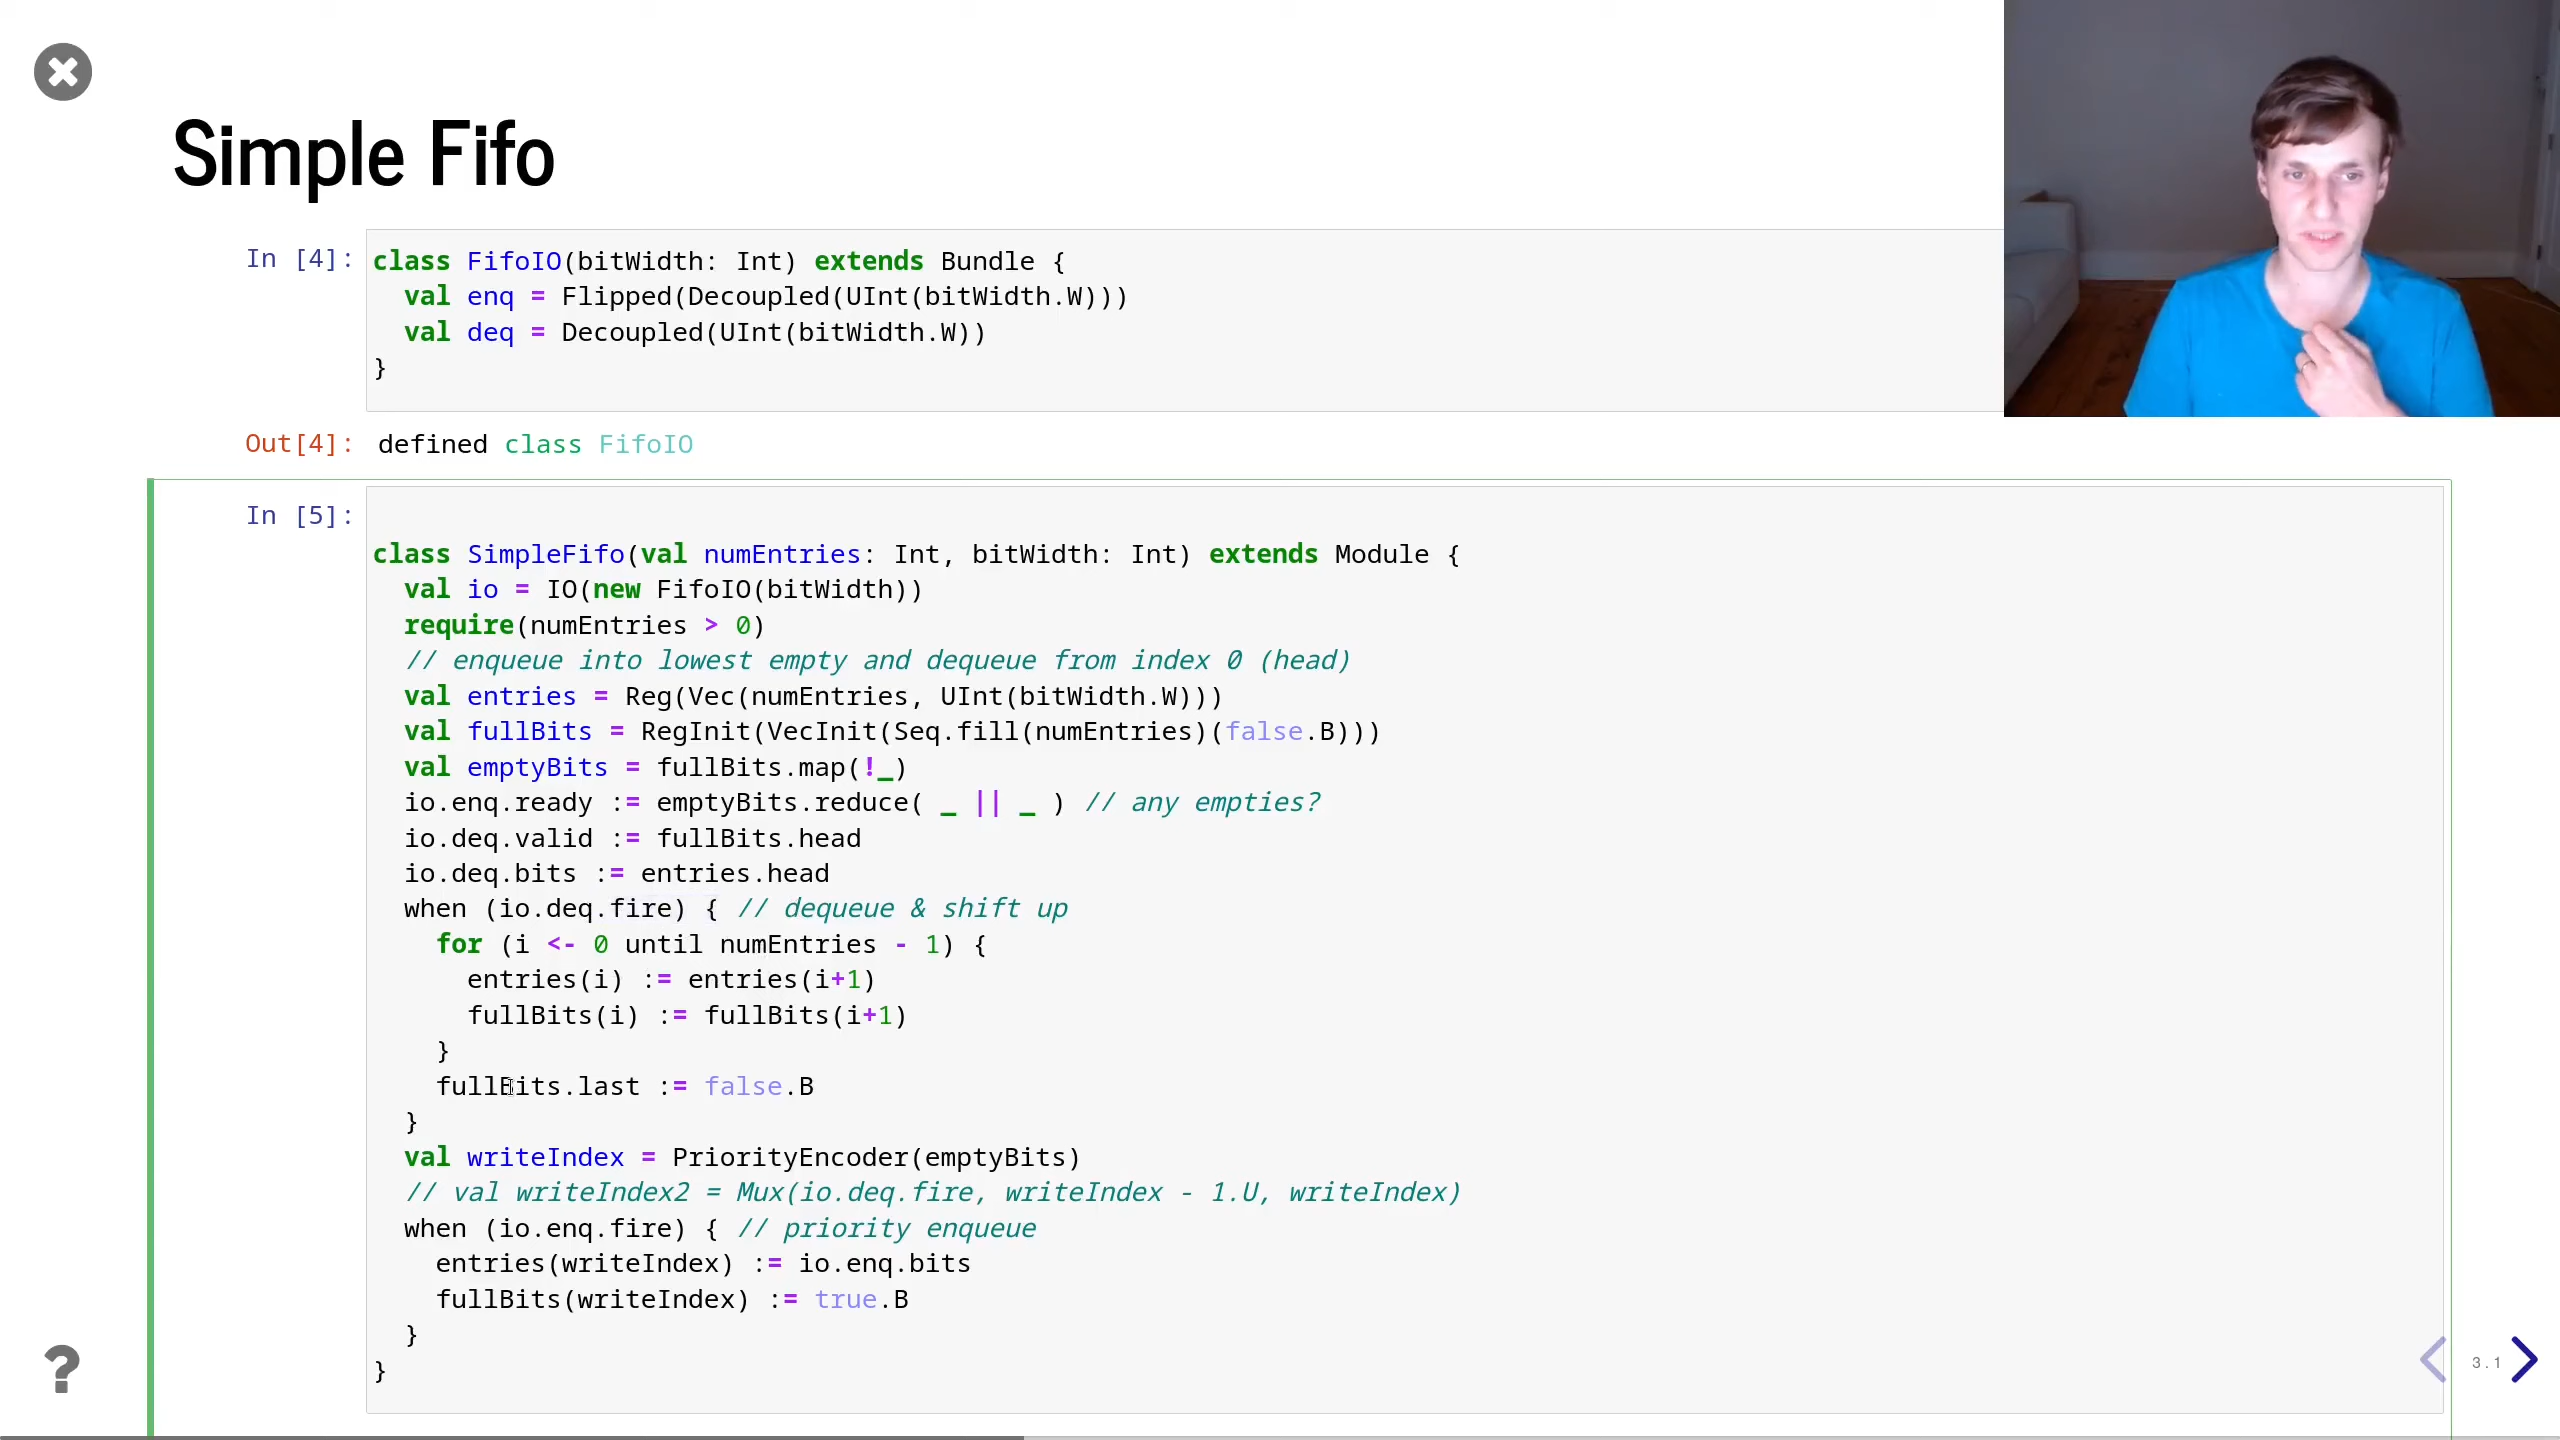 Simple Fifo
In [4]:
class FifoIO(bitWidth: Int) extends Bundle {
  val enq = Flipped(Decoupled(UInt(bitWidth.W)))
  val deq = Decoupled(UInt(bitWidth.W))
}
Out[4]: defined class FifoIO
In [5]:
class SimpleFifo(val numEntries: Int, bitWidth: Int) extends Module {
  val io = IO(new FifoIO(bitWidth))
  require(numEntries > 0)
  // enqueue into lowest empty and dequeue from index 0 (head)
  val entries = Reg(Vec(numEntries, UInt(bitWidth.W)))
  val fullBits = RegInit(VecInit(Seq.fill(numEntries)(false.B)))
  val emptyBits = fullBits.map(!_)
  io.enq.ready := emptyBits.reduce( _ || _ ) // any empties?
  io.deq.valid := fullBits.head
  io.deq.bits := entries.head
  when (io.deq.fire) { // dequeue & shift up
    for (i <- 0 until numEntries - 1) {
      entries(i) := entries(i+1)
      fullBits(i) := fullBits(i+1)
    }
    fullBits.last := false.B
  }
  val writeIndex = PriorityEncoder(emptyBits)
  // val writeIndex2 = Mux(io.deq.fire, writeIndex - 1.U, writeIndex)
  when (io.enq.fire) { // priority enqueue
    entries(writeIndex) := io.enq.bits
    fullBits(writeIndex) := true.B
  }
}
3.1